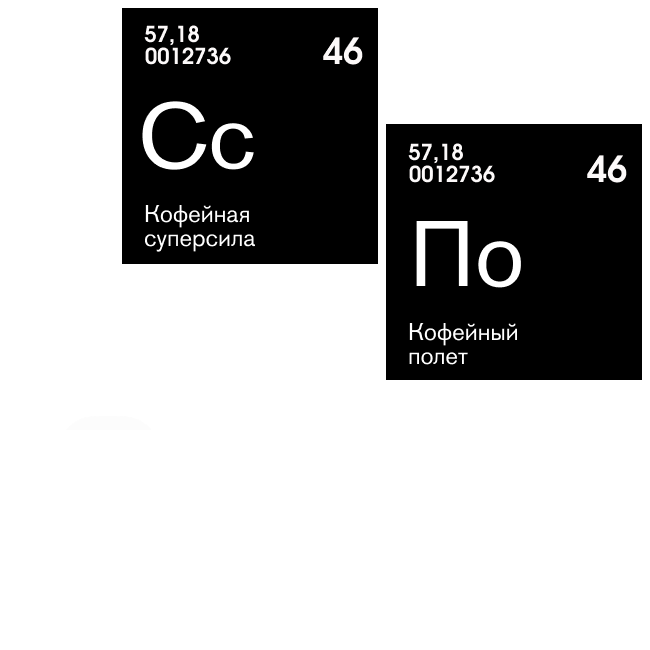 57,18
0012736
46
Сс
Кофейная
суперсила
57,18
0012736
46
По
Кофейный
полет